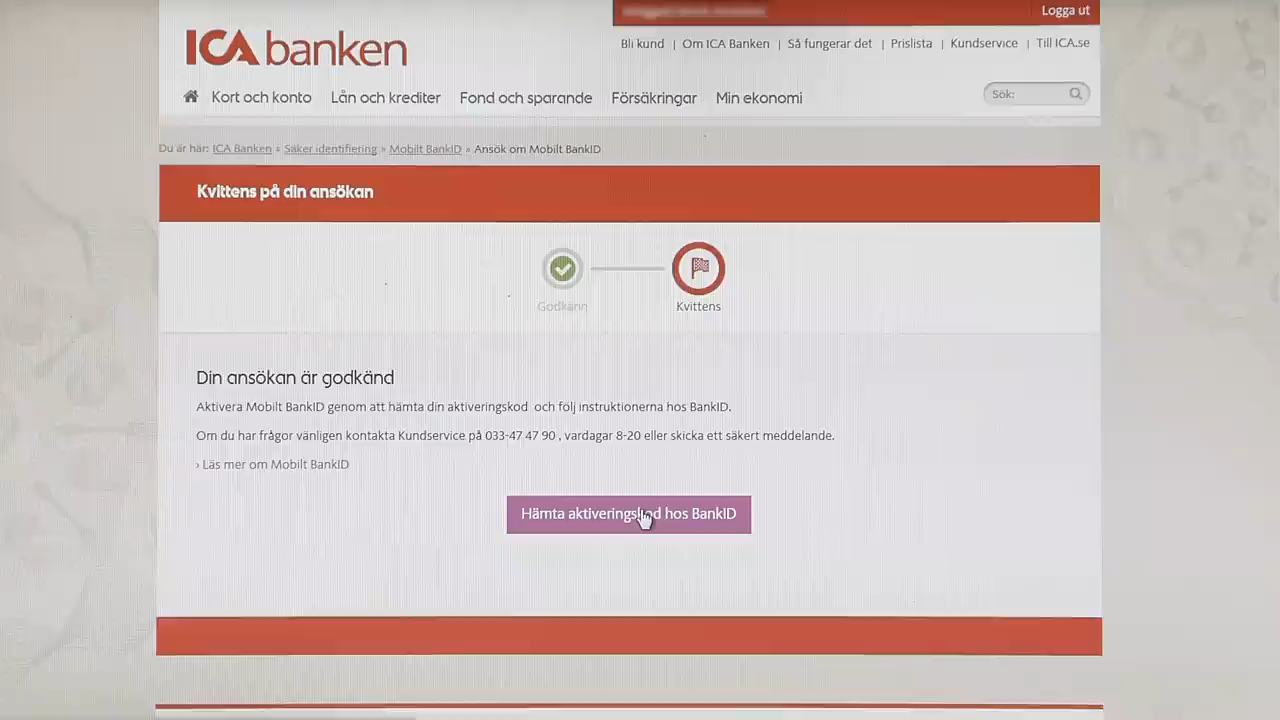 Logga ut
ICA banken
Bli kund | Om ICA Banken | Så fungerar det | Prislista | Kundservice | Till ICA.se
Kort och konto Lån och krediter Fond och sparande Försäkringar Min ekonomi
Sök:
Du är här: ICA Banken » Säker identifiering » Mobilt BankID » Ansök om Mobilt BankID
Kvittens på din ansökan
Godkänn Kvittens
Din ansökan är godkänd
Aktivera Mobilt BankID genom att hämta din aktiveringskod och följ instruktionerna hos BankID.
Om du har frågor vänligen kontakta Kundservice på 033-47 47 90 , vardagar 8-20 eller skicka ett säkert meddelande.
› Läs mer om Mobilt BankID
Hämta aktiveringskod hos BankID